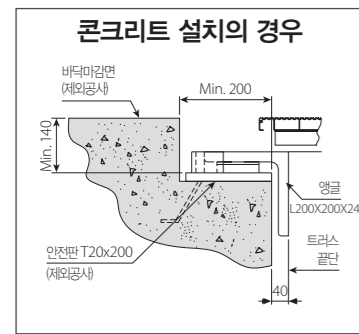 콘크리트 설치의 경우
바닥마감면
(제외공사)
Min. 200
Min. 140
앵글
L200X200X24
안전판 T20x200
(제외공사)
트러스
끝단
40